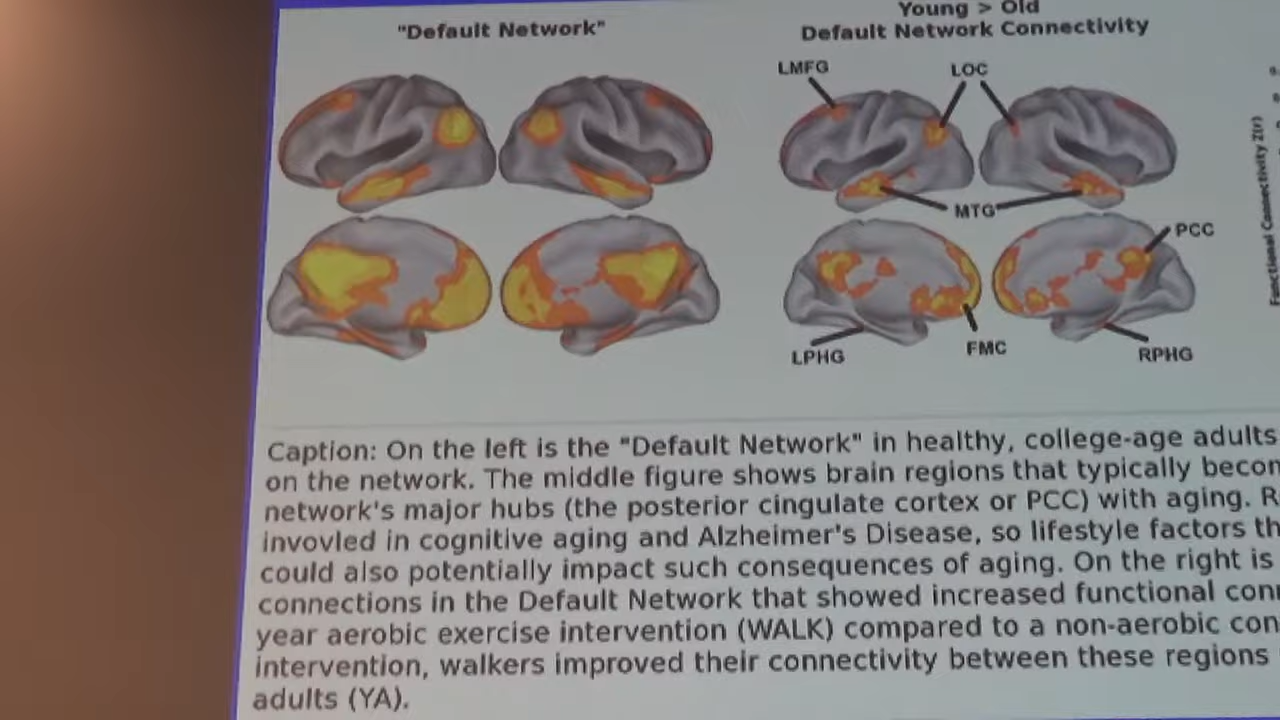 "Default Network"
Young > Old
Default Network Connectivity
LMFG
LOC
MTG
PCC
LPHG
FMC
RPHG
Functional Connectivity Z(r)
Caption: On the left is the "Default Network" in healthy, college-age adults
on the network. The middle figure shows brain regions that typically becon
network's major hubs (the posterior cingulate cortex or PCC) with aging. R
invovled in cognitive aging and Alzheimer's Disease, so lifestyle factors th
could also potentially impact such consequences of aging. On the right is
connections in the Default Network that showed increased functional con
year aerobic exercise intervention (WALK) compared to a non-aerobic con
intervention, walkers improved their connectivity between these regions
adults (YA).